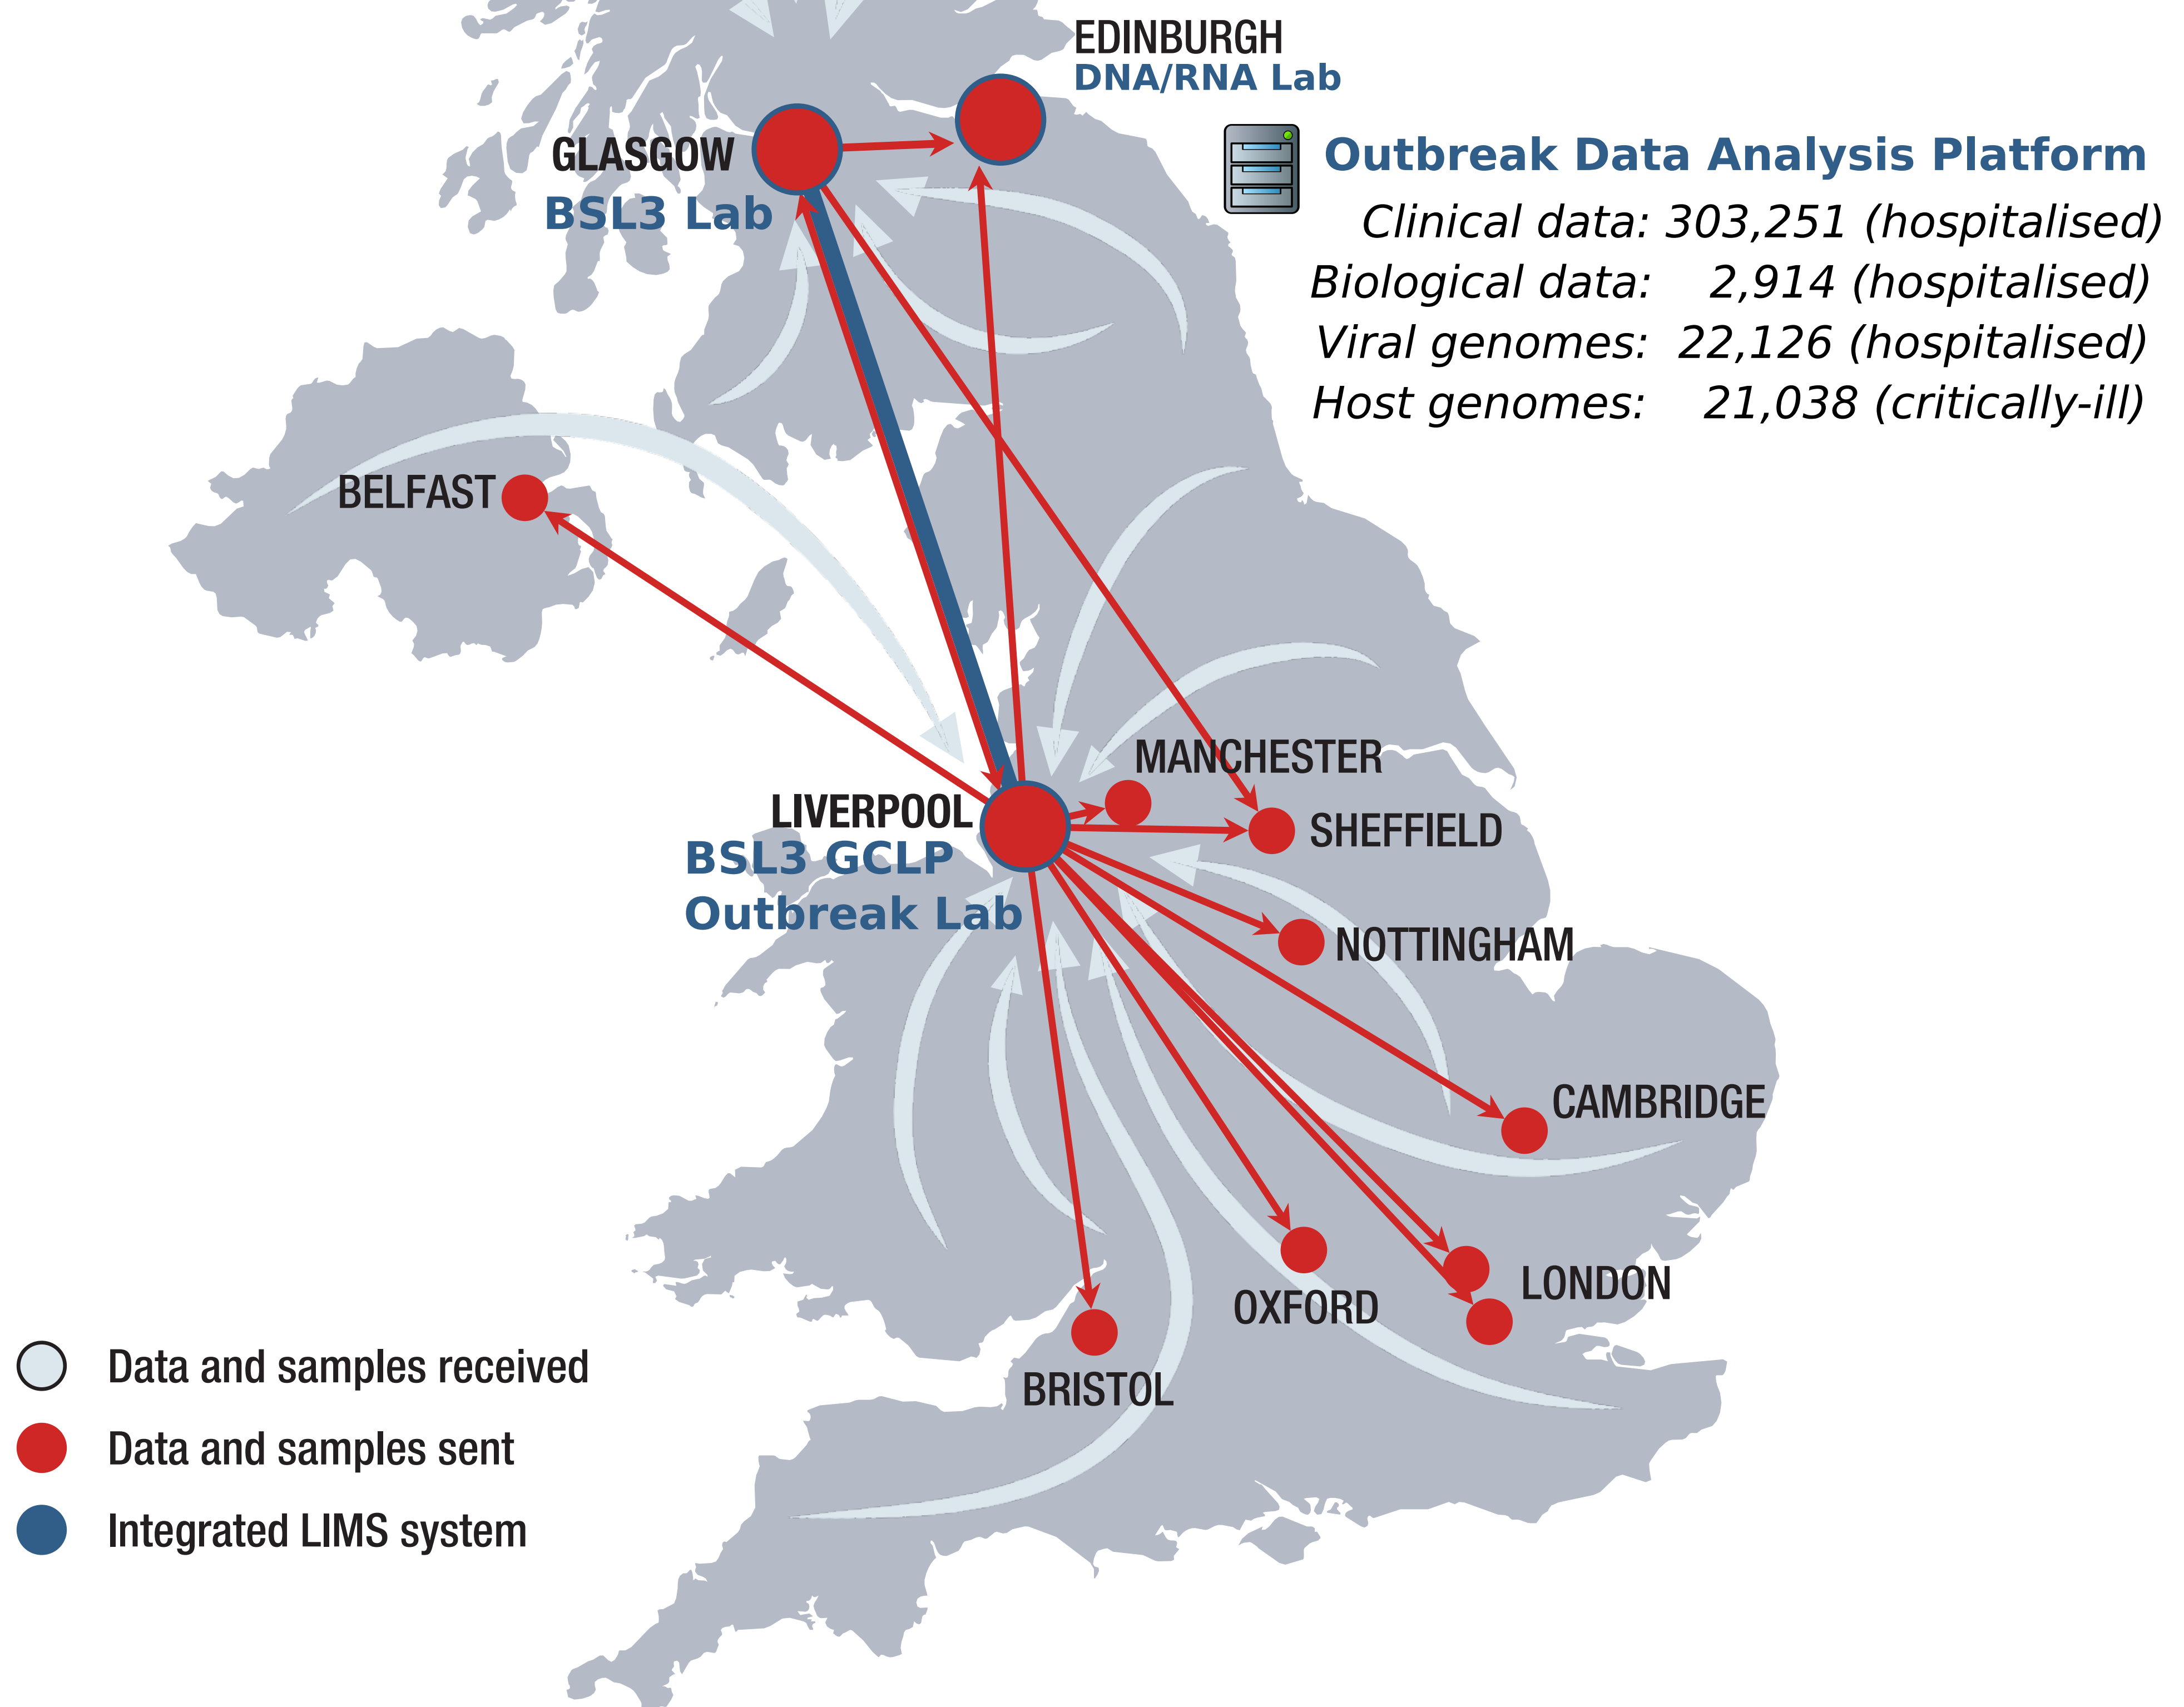 EDINBURGH
DNA/RNA Lab
GLASGOW
BSL3 Lab
Outbreak Data Analysis Platform
Clinical data: 303,251 (hospitalised)
Biological data: 2,914 (hospitalised)
Viral genomes: 22,126 (hospitalised)
Host genomes: 21,038 (critically-ill)
BELFAST
MANCHESTER
LIVERPOOL
BSL3 GCLP
Outbreak Lab
SHEFFIELD
NOTTINGHAM
CAMBRIDGE
LONDON
OXFORD
BRISTOL
Data and samples received
Data and samples sent
Integrated LIMS system